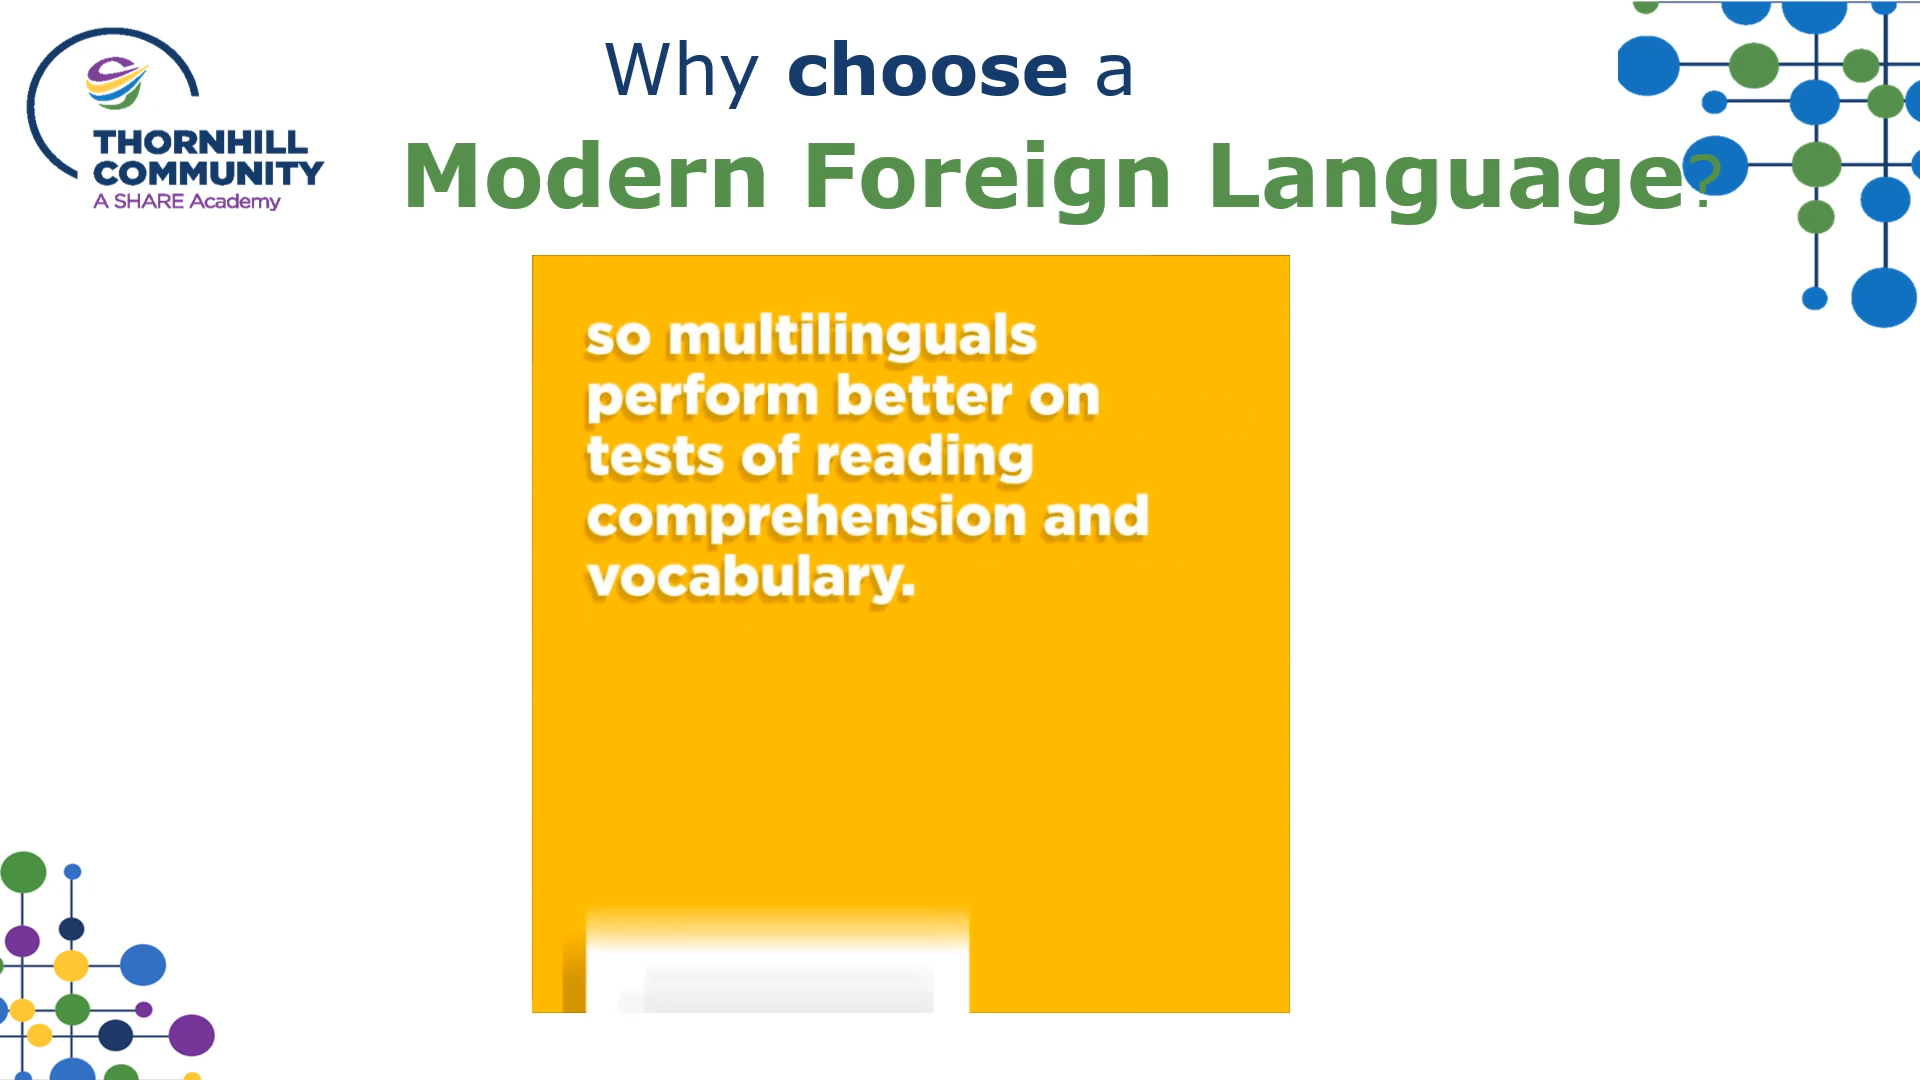 THORNHILL
COMMUNITY
A SHARE Academy
Why choose a
Modern Foreign Language?
so multilinguals
perform better on
tests of reading
comprehension and
vocabulary.